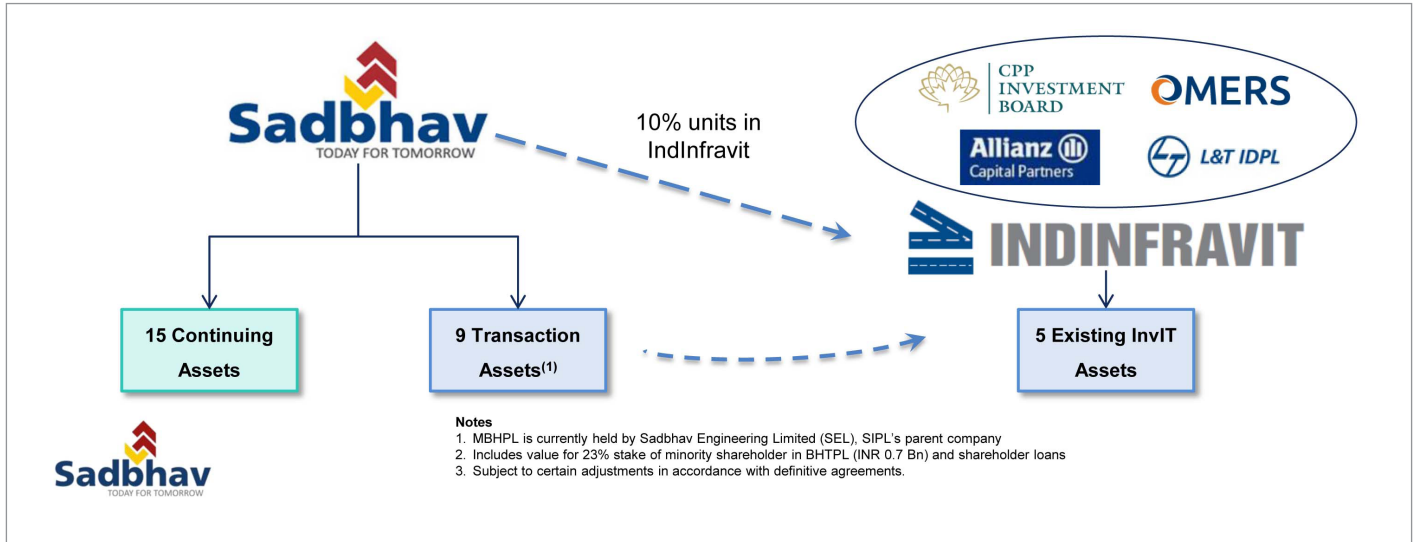 Sadbhav
TODAY FOR TOMORROW
10% units in
IndInfravit
CPP
INVESTMENT
BOARD
OMERS
Allianz
Capital Partners
L&T IDPL
INDINFRAVIT
15 Continuing
Assets
9 Transaction
Assets(1)
5 Existing InvIT
Assets
Notes
1. MBHPL is currently held by Sadbhav Engineering Limited (SEL), SIPL's parent company
2. Includes value for 23% stake of minority shareholder in BHTPL (INR 0.7 Bn) and shareholder loans
3. Subject to certain adjustments in accordance with definitive agreements.
Sadbhav
TODAY FOR TOMORROW